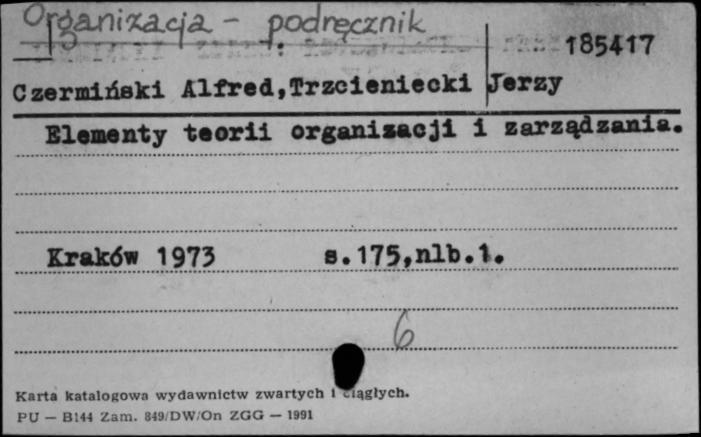 Organizacja - podręcznik
185417
Czermiński Alfred,Trzcieniecki Jerzy
Elementy teorii organizacji i zarządzania.
Kraków 1973 s.175,nlb.1.
6
Karta katalogowa wydawnictw zwartych i ciągłych.
PU — B144 Zam. 849/DW/On ZGG — 1991